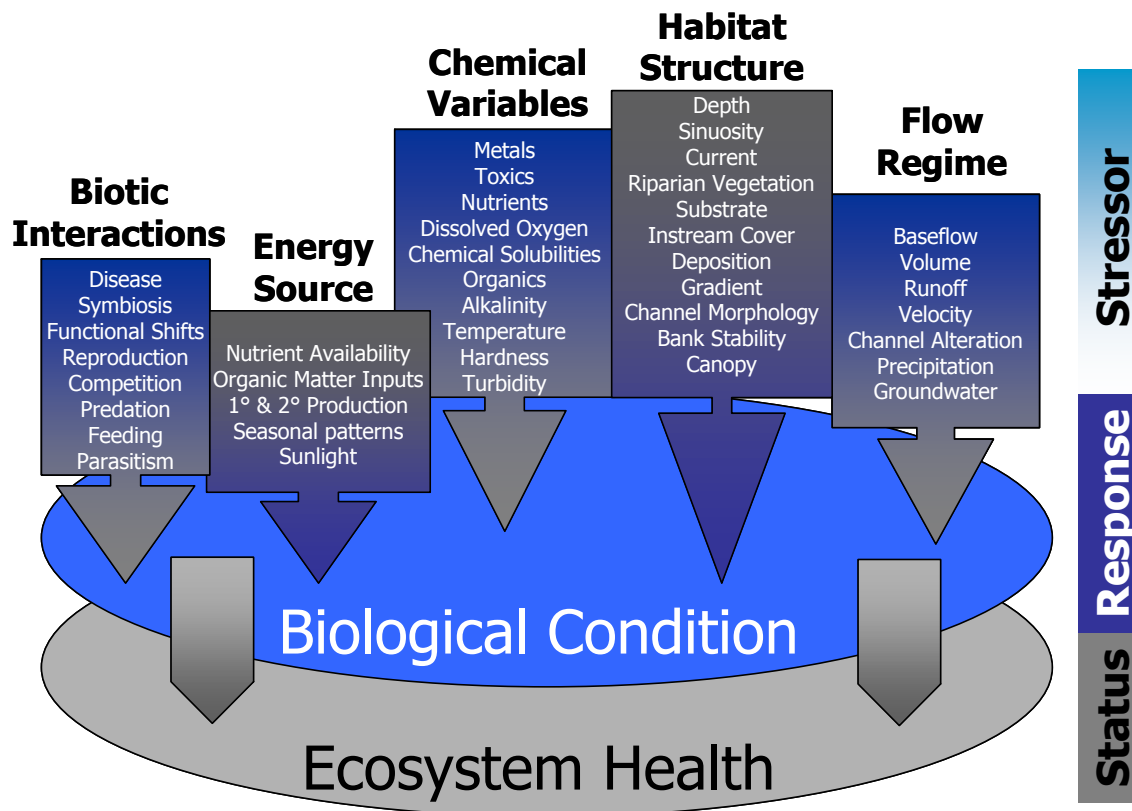 Biotic
Interactions
Disease
Symbiosis
Functional Shifts
Reproduction
Competition
Predation
Feeding
Parasitism
Energy
Source
Nutrient Availability
Organic Matter Inputs
1° & 2° Production
Seasonal patterns
Sunlight
Chemical
Variables
Metals
Toxics
Nutrients
Dissolved Oxygen
Chemical Solubilities
Organics
Alkalinity
Temperature
Hardness
Turbidity
Habitat
Structure
Depth
Sinuosity
Current
Riparian Vegetation
Substrate
Instream Cover
Deposition
Gradient
Channel Morphology
Bank Stability
Canopy
Flow
Regime
Baseflow
Volume
Runoff
Velocity
Channel Alteration
Precipitation
Groundwater
Biological Condition
Ecosystem Health
Stressor
Response
Status